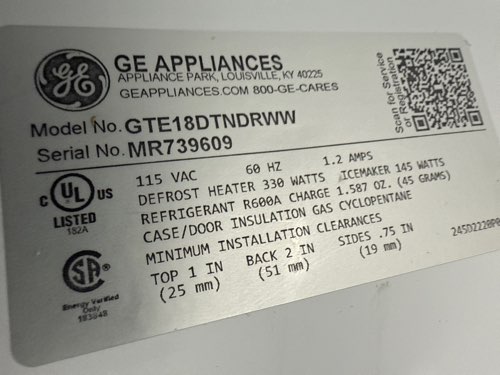 GE APPLIANCES
APPLIANCE PARK, LOUISVILLE, KY 40225
GEAPPLIANCES.COM 800-GE-CARES
Scan for Service
or Registration
Model No. GTE18DTNDRWW
Serial No. MR739609
C UL US
LISTED
182A
115 VAC 60 HZ 1.2 AMPS
DEFROST HEATER 330 WATTS ICEMAKER 145 WATTS
REFRIGERANT R600A CHARGE 1.587 OZ. (45 GRAMS)
CASE/DOOR INSULATION GAS CYCLOPENTANE
MINIMUM INSTALLATION CLEARANCES
TOP 1 IN BACK 2 IN SIDES .75 IN
(25 mm) (51 mm) (19 mm)
Energy Verified
Only